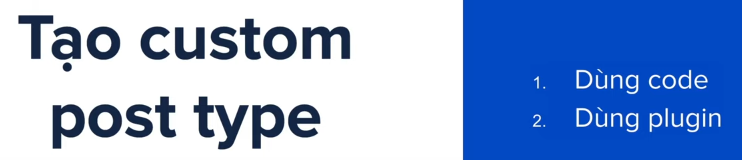 Tạo custom
post type
1. Dùng code
2. Dùng plugin